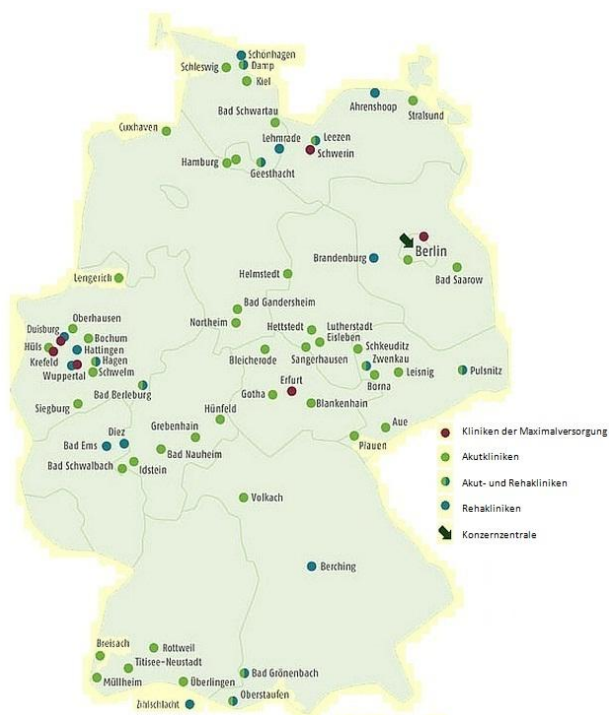 Schönhagen
Schleswig
Damp
Kiel
Ahrenshoop
Stralsund
Bad Schwartau
Cuxhaven
Lehmrade
Leezen
Schwerin
Hamburg
Geesthacht
Berlin
Brandenburg
Bad Saarow
Lengerich
Helmstedt
Bad Gandersheim
Northeim
Oberhausen
Duisburg
Bochum
Hüls
Hattingen
Krefeld
Hagen
Wuppertal
Schwelm
Hettstedt
Lutherstadt
Eisleben
Schkeuditz
Bleicherode
Sangerhausen
Zwenkau
Leisnig
Pulsnitz
Borna
Bad Berleburg
Siegburg
Gotha
Erfurt
Blankenhain
Hünfeld
Aue
Plauen
Grebenhain
Diez
Bad Ems
Bad Nauheim
Bad Schwalbach
Idstein
Volkach
Berching
Breisach
Rottweil
Titisee-Neustadt
Müllheim
Überlingen
Bad Grönenbach
Oberstaufen
Zihlschlacht
Kliniken der Maximalversorgung
Akutkliniken
Akut- und Rehakliniken
Rehakliniken
Konzernzentrale